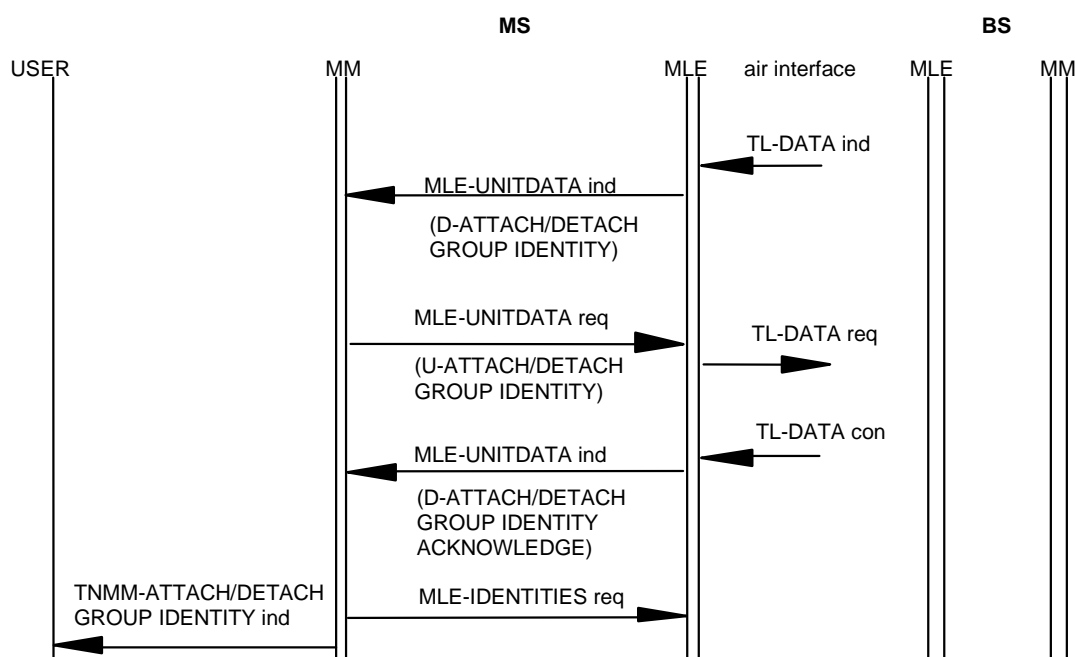 MS BS
USER MM MLE air interface MLE MM
TL-DATA ind
MLE-UNITDATA ind
(D-ATTACH/DETACH
GROUP IDENTITY)
MLE-UNITDATA req
TL-DATA req
(U-ATTACH/DETACH
GROUP IDENTITY)
TL-DATA con
MLE-UNITDATA ind
(D-ATTACH/DETACH
GROUP IDENTITY
ACKNOWLEDGE)
TNMM-ATTACH/DETACH
GROUP IDENTITY ind
MLE-IDENTITIES req